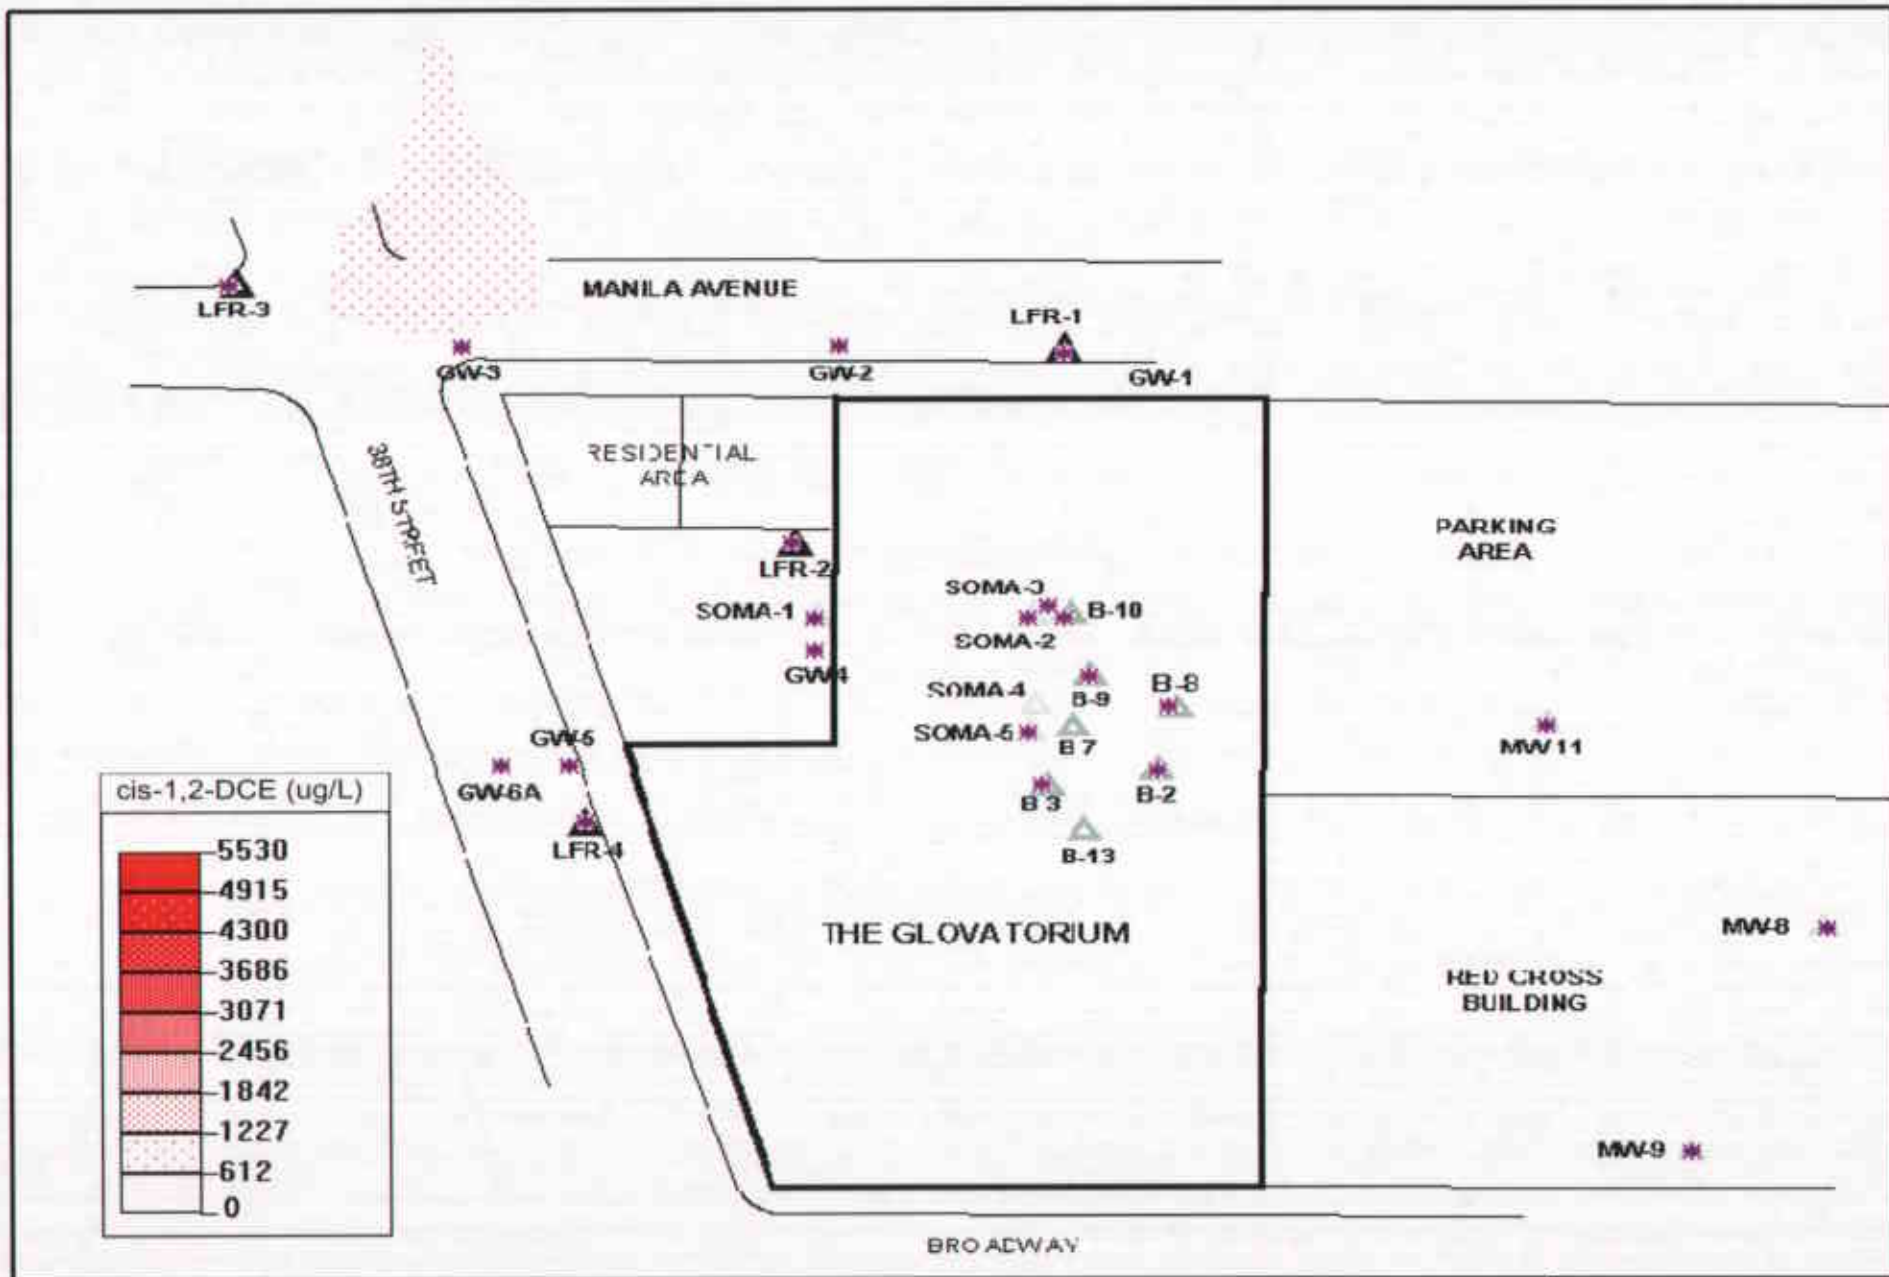 MANILA AVENUE
LFR-3
LFR-1
GW-3
GW-2
GW-1
RESIDENTIAL
AREA
38TH STREET
LFR-2
PARKING
AREA
SOMA-3
SOMA-1
B-10
SOMA-2
GW4
SOMA-4
B-9
B-8
SOMA-5
B 7
MW 11
GW-5
GW-6A
B 3
B-2
LFR-4
B-13
THE GLOVATORIUM
MW-8
RED CROSS
BUILDING
MW-9
BROADWAY
cis-1,2-DCE (ug/L)
5530
4915
4300
3686
3071
2456
1842
1227
612
0